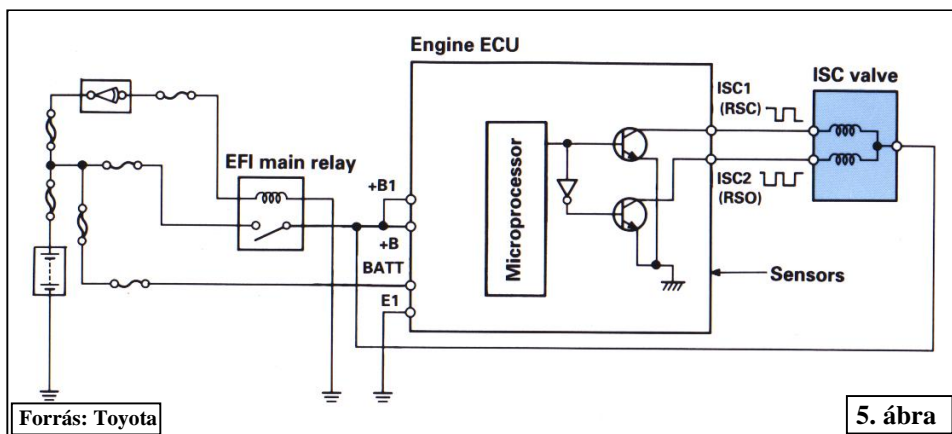 Engine ECU
ISC1
(RSC)
ISC valve
EFI main relay
+B1
+B
BATT
E1
Microprocessor
ISC2
(RSO)
Sensors
Forrás: Toyota
5. ábra